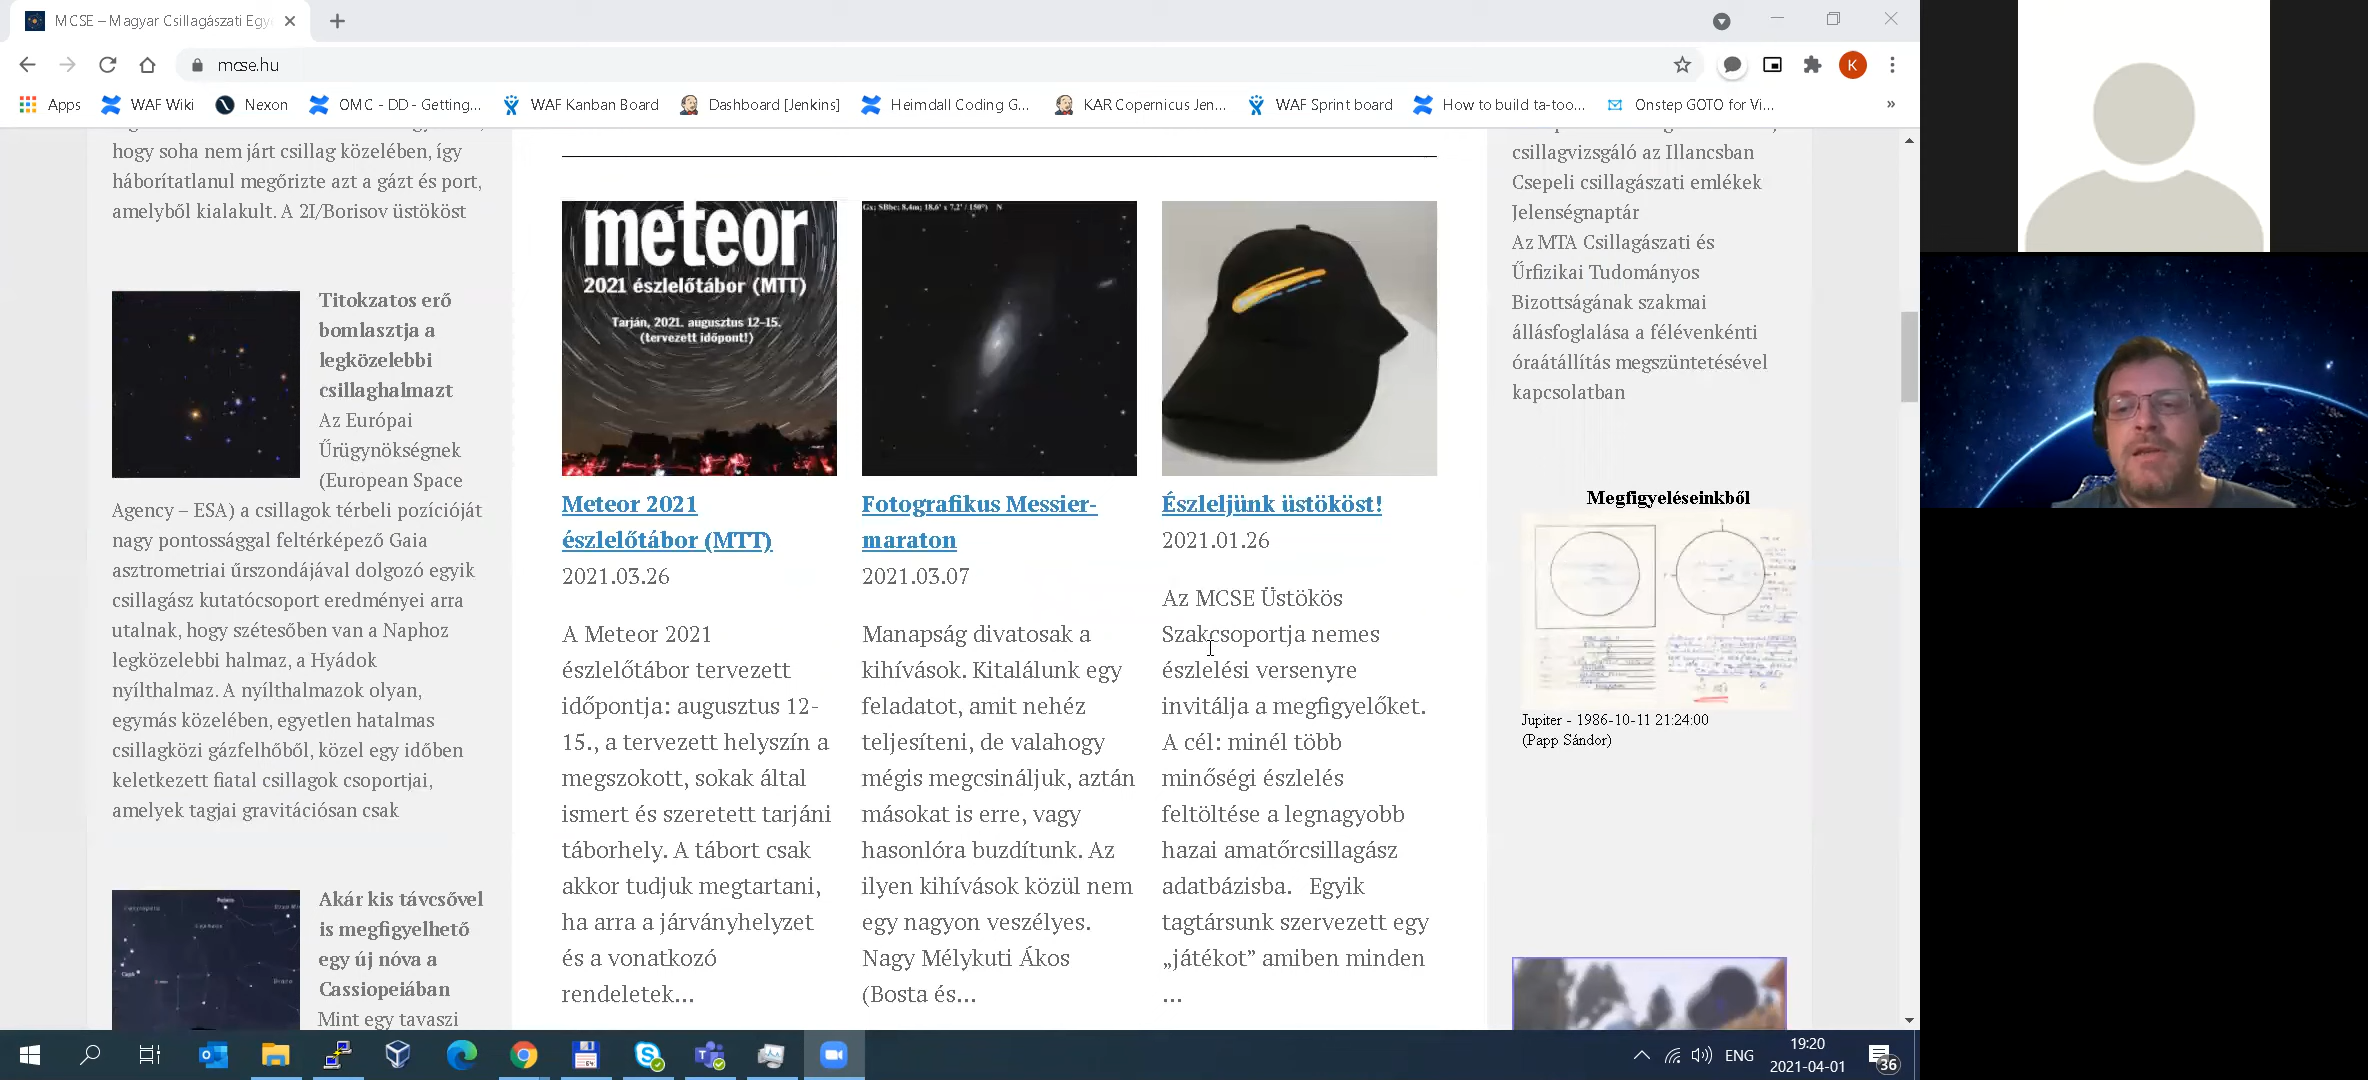 MCSE – Magyar Csillagászati Egy
mcse.hu
K
Apps
WAF Wiki
Nexon
OMC - DD - Getting...
WAF Kanban Board
Dashboard [Jenkins]
Heimdall Coding G...
KAR Copernicus Jen...
WAF Sprint board
How to build ta-too...
Onstep GOTO for Vi...
»
hogy soha nem járt csillag közelében, így
háborítatlanul megőrizte azt a gázt és port,
amelyből kialakult. A 2I/Borisov üstököst
Titokzatos erő
bomlasztja a
legközelebbi
csillaghalmazt
Az Európai
Űrügynökségnek
(European Space
Agency – ESA) a csillagok térbeli pozícióját
nagy pontossággal feltérképező Gaia
asztrometriai űrszondájával dolgozó egyik
csillagász kutatócsoport eredményei arra
utalnak, hogy szétesőben van a Naphoz
legközelebbi halmaz, a Hyádok
nyílthalmaz. A nyílthalmazok olyan,
egymás közelében, egyetlen hatalmas
csillagközi gázfelhőből, közel egy időben
keletkezett fiatal csillagok csoportjai,
amelyek tagjai gravitációsan csak
Akár kis távcsővel
is megfigyelhető
egy új nóva a
Cassiopeiában
Mint egy tavaszi
meteor
2021 észlelőtábor (MTT)
Tarján, 2021. augusztus 12–15.
(tervezett időpont!)
Meteor 2021
észlelőtábor (MTT)
2021.03.26
A Meteor 2021
észlelőtábor tervezett
időpontja: augusztus 12-
15., a tervezett helyszín a
megszokott, sokak által
ismert és szeretett tarjáni
táborhely. A tábort csak
akkor tudjuk megtartani,
ha arra a járványhelyzet
és a vonatkozó
rendeletek...
Gx; SBbc; 8,4m; 18,6' x 7,2' / 150°) N
Fotografikus Messier-
maraton
2021.03.07
Manapság divatosak a
kihívások. Kitalálunk egy
feladatot, amit nehéz
teljesíteni, de valahogy
mégis megcsináljuk, aztán
másokat is erre, vagy
hasonlóra buzdítunk. Az
ilyen kihívások közül nem
egy nagyon veszélyes.
Nagy Mélykuti Ákos
(Bosta és...
Észleljünk üstököst!
2021.01.26
Az MCSE Üstökös
Szakcsoportja nemes
észlelési versenyre
invitálja a megfigyelőket.
A cél: minél több
minőségi észlelés
feltöltése a legnagyobb
hazai amatőrcsillagász
adatbázisba. Egyik
tagtársunk szervezett egy
„játékot” amiben minden
...
csillagvizsgáló az Illancsban
Csepeli csillagászati emlékek
Jelenségnaptár
Az MTA Csillagászati és
Űrfizikai Tudományos
Bizottságának szakmai
állásfoglalása a félévenkénti
óraátállítás megszüntetésével
kapcsolatban
Megfigyeléseinkből
Jupiter - 1986-10-11 21:24:00
(Papp Sándor)
ENG
19:20
2021-04-01
36